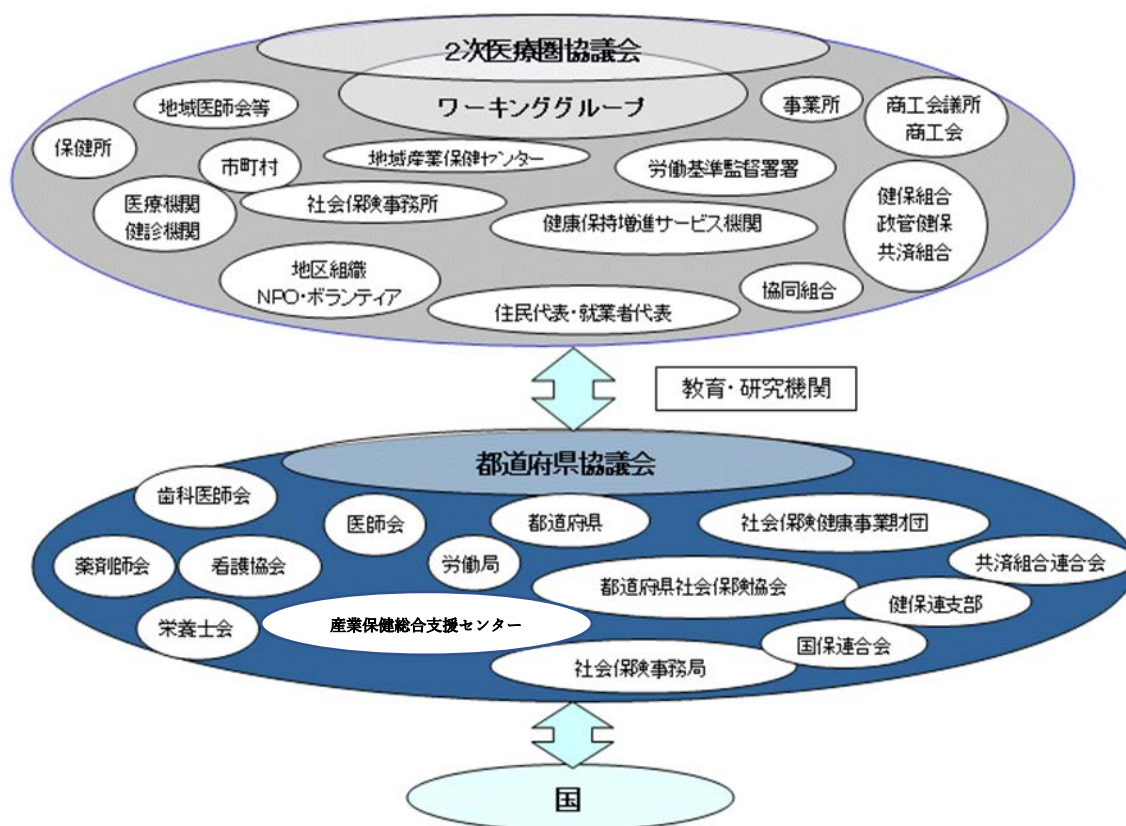 2次医療圏協議会
ワーキンググループ
地域医師会等
事業所
商工会議所
商工会
保健所
市町村
地域産業保健センター
労働基準監督署署
医療機関
健診機関
社会保険事務所
健康保持増進サービス機関
健保組合
政管健保
共済組合
地区組織
NPO・ボランティア
協同組合
住民代表・就業者代表
教育・研究機関
都道府県協議会
歯科医師会
医師会
都道府県
社会保険健康事業財団
薬剤師会
看護協会
労働局
都道府県社会保険協会
共済組合連合会
健保連支部
栄養士会
産業保健総合支援センター
国保連合会
社会保険事務局
国